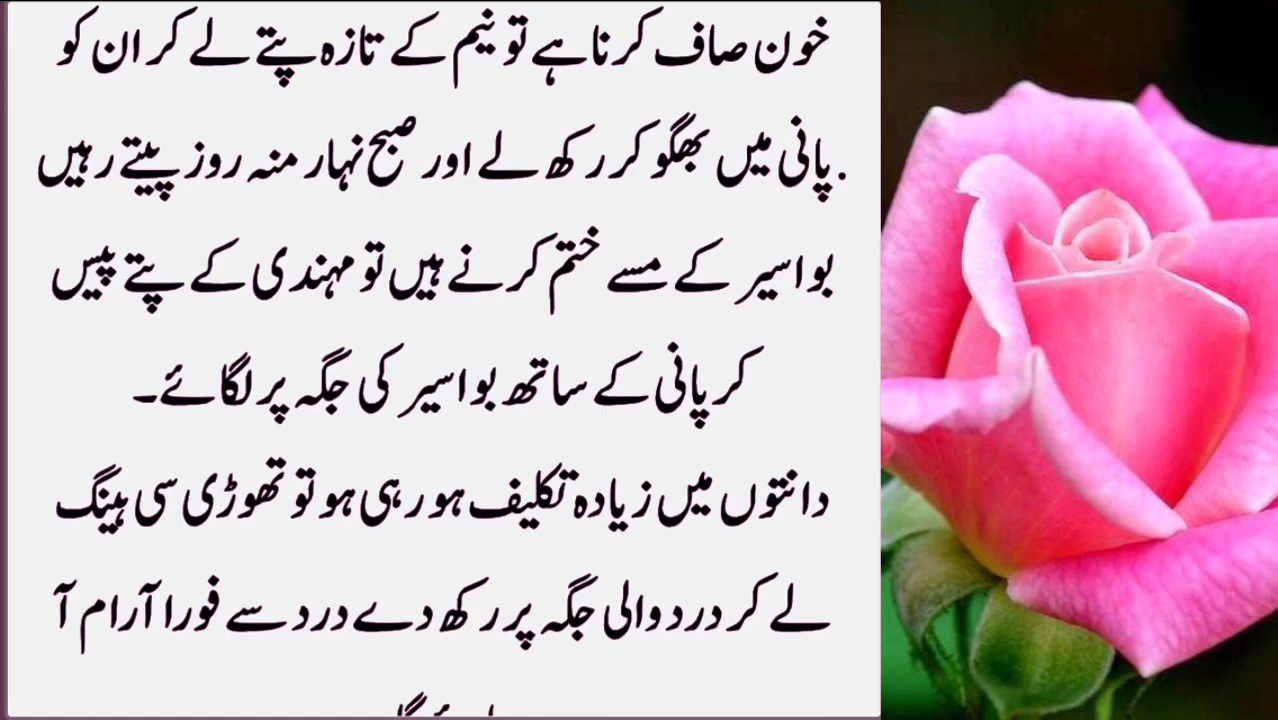 خون صاف کرنا ہے تو نیم کے تازہ پتے لے کر ان کو
پانی میں بھگو کر رکھ لے اور صبح نہار منہ روز پیتے رہیں.
بواسیر کے مسے ختم کرنے ہیں تو مہندی کے پتے پیس
کر پانی کے ساتھ بواسیر کی جگہ پر لگائے۔
دانتوں میں زیادہ تکلیف ہو رہی ہو تو تھوڑی سی ہینگ
لے کر درد والی جگہ پر رکھ دے درد سے فورا آرام آ